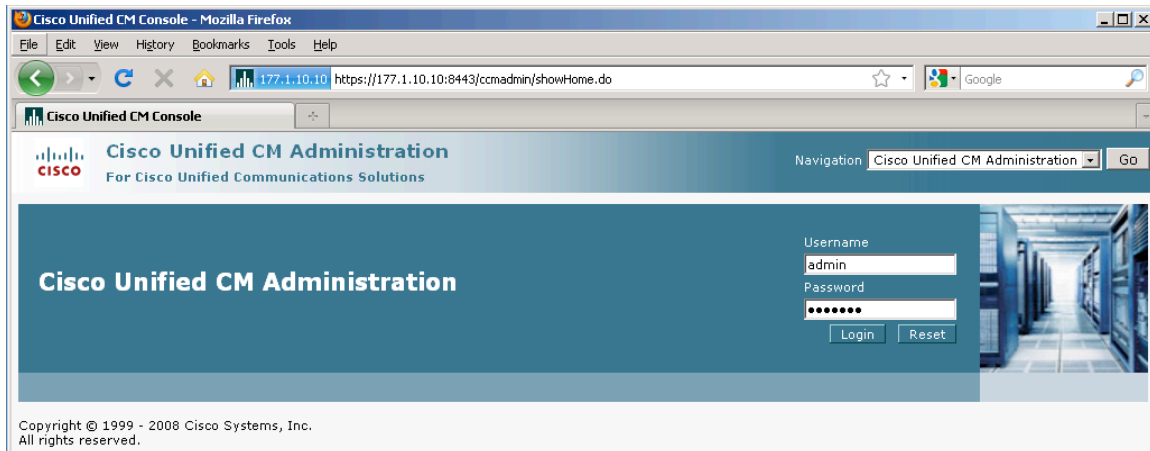 Cisco Unified CM Console - Mozilla Firefox
File Edit View History Bookmarks Tools Help
177.1.10.10 https://177.1.10.10:8443/ccmadmin/showHome.do Google
Cisco Unified CM Console
CISCO
Cisco Unified CM Administration
For Cisco Unified Communications Solutions
Navigation Cisco Unified CM Administration Go
Cisco Unified CM Administration
Username
admin
Password
•••••••
Login Reset
Copyright © 1999 - 2008 Cisco Systems, Inc.
All rights reserved.